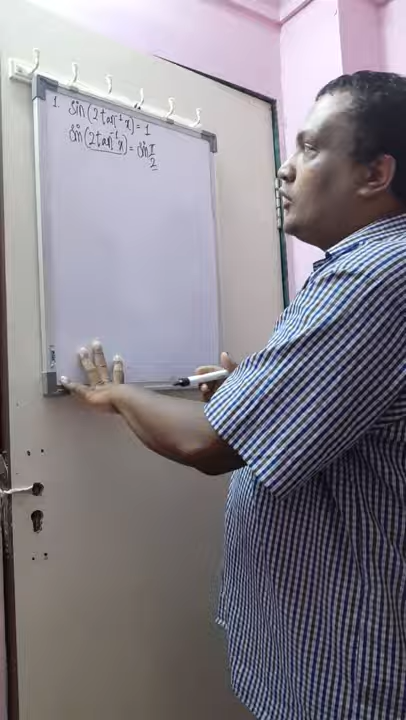 1. Sin(2tan⁻¹x) = 1
Sin(2tan⁻¹x) = Sin π/2